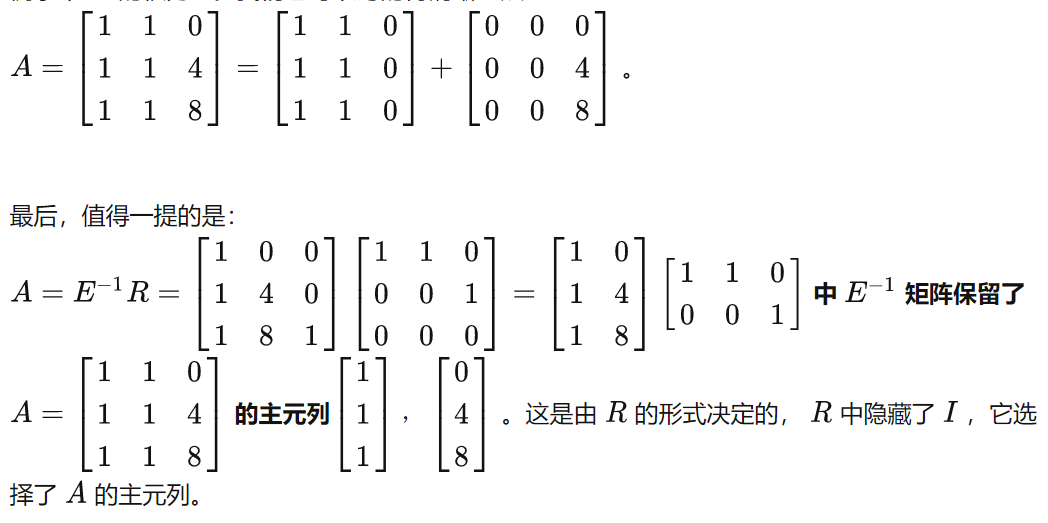 $A = \begin{bmatrix} 1 & 1 & 0 \\ 1 & 1 & 4 \\ 1 & 1 & 8 \end{bmatrix} = \begin{bmatrix} 1 & 1 & 0 \\ 1 & 1 & 0 \\ 1 & 1 & 0 \end{bmatrix} + \begin{bmatrix} 0 & 0 & 0 \\ 0 & 0 & 4 \\ 0 & 0 & 8 \end{bmatrix}$ 。
最后，值得一提的是：
$A = E^{-1}R = \begin{bmatrix} 1 & 0 & 0 \\ 1 & 4 & 0 \\ 1 & 8 & 1 \end{bmatrix} \begin{bmatrix} 1 & 1 & 0 \\ 0 & 0 & 1 \\ 0 & 0 & 0 \end{bmatrix} = \begin{bmatrix} 1 & 0 \\ 1 & 4 \\ 1 & 8 \end{bmatrix} \begin{bmatrix} 1 & 1 & 0 \\ 0 & 0 & 1 \end{bmatrix}$ 中 $E^{-1}$ 矩阵保留了
$A = \begin{bmatrix} 1 & 1 & 0 \\ 1 & 1 & 4 \\ 1 & 1 & 8 \end{bmatrix}$ 的主元列 $\begin{bmatrix} 1 \\ 1 \\ 1 \end{bmatrix}$ ， $\begin{bmatrix} 0 \\ 4 \\ 8 \end{bmatrix}$ 。这是由 $R$ 的形式决定的， $R$ 中隐藏了 $I$ ，它选
择了 $A$ 的主元列。